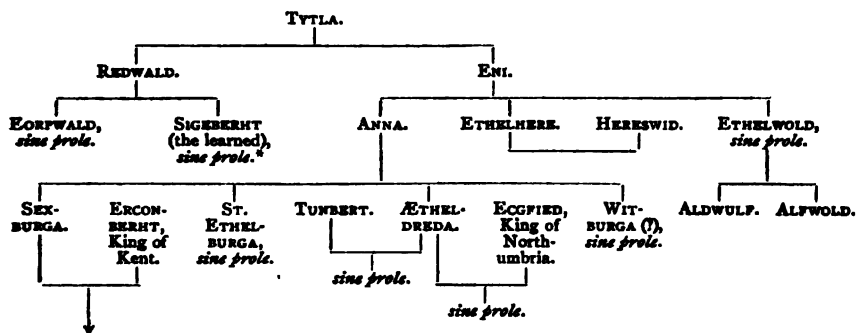 TYTLA.
REDWALD. ENI.
EORPWALD, sine prole.
SIGEBERHT (the learned), sine prole.*
ANNA. ETHELHERE. HERESWID.
ETHELWOLD, sine prole.
SEX-
BURGA.
ERCON-
BERHT,
King of
Kent.
ST.
ETHEL-
BURGA,
sine prole.
TUNBERT.
ÆTHEL-
DREDA.
ECGFIED,
King of
North-
umbria.
WIT-
BURGA (?),
sine prole.
ALDWULF. ALFWOLD.
sine prole.
sine prole.